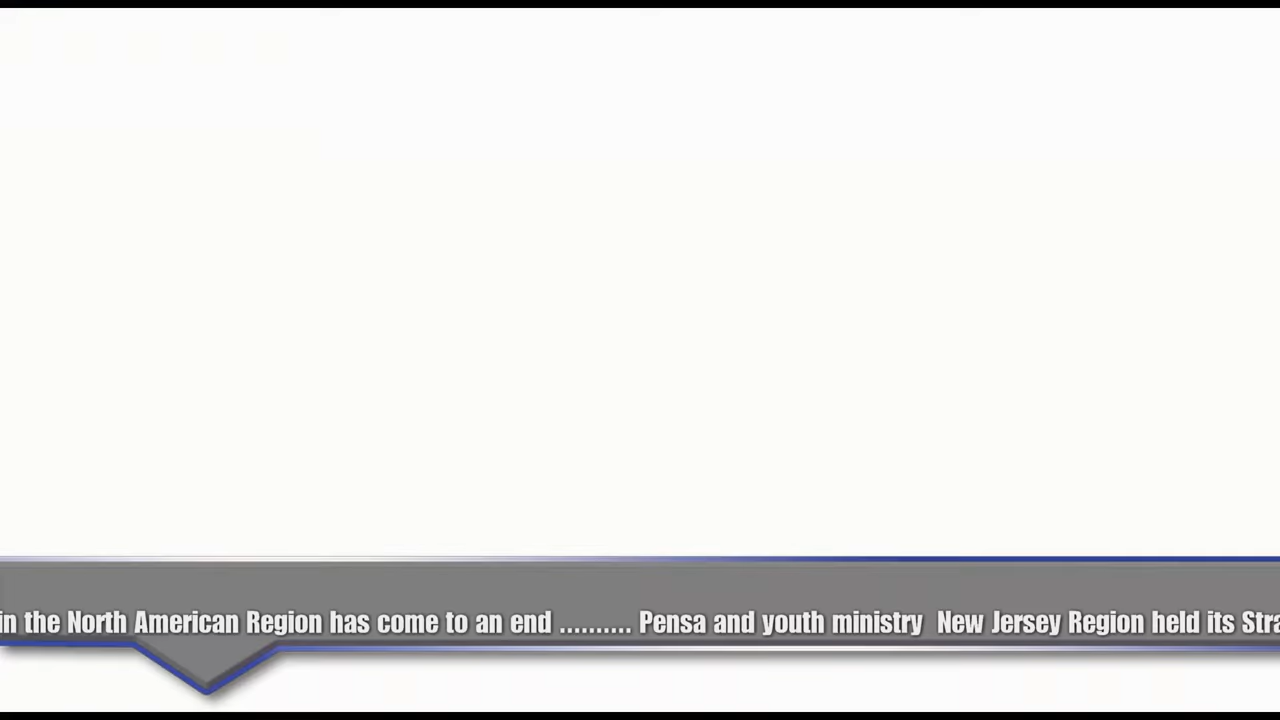 in the North American Region has come to an end .......... Pensa and youth ministry New Jersey Region held its